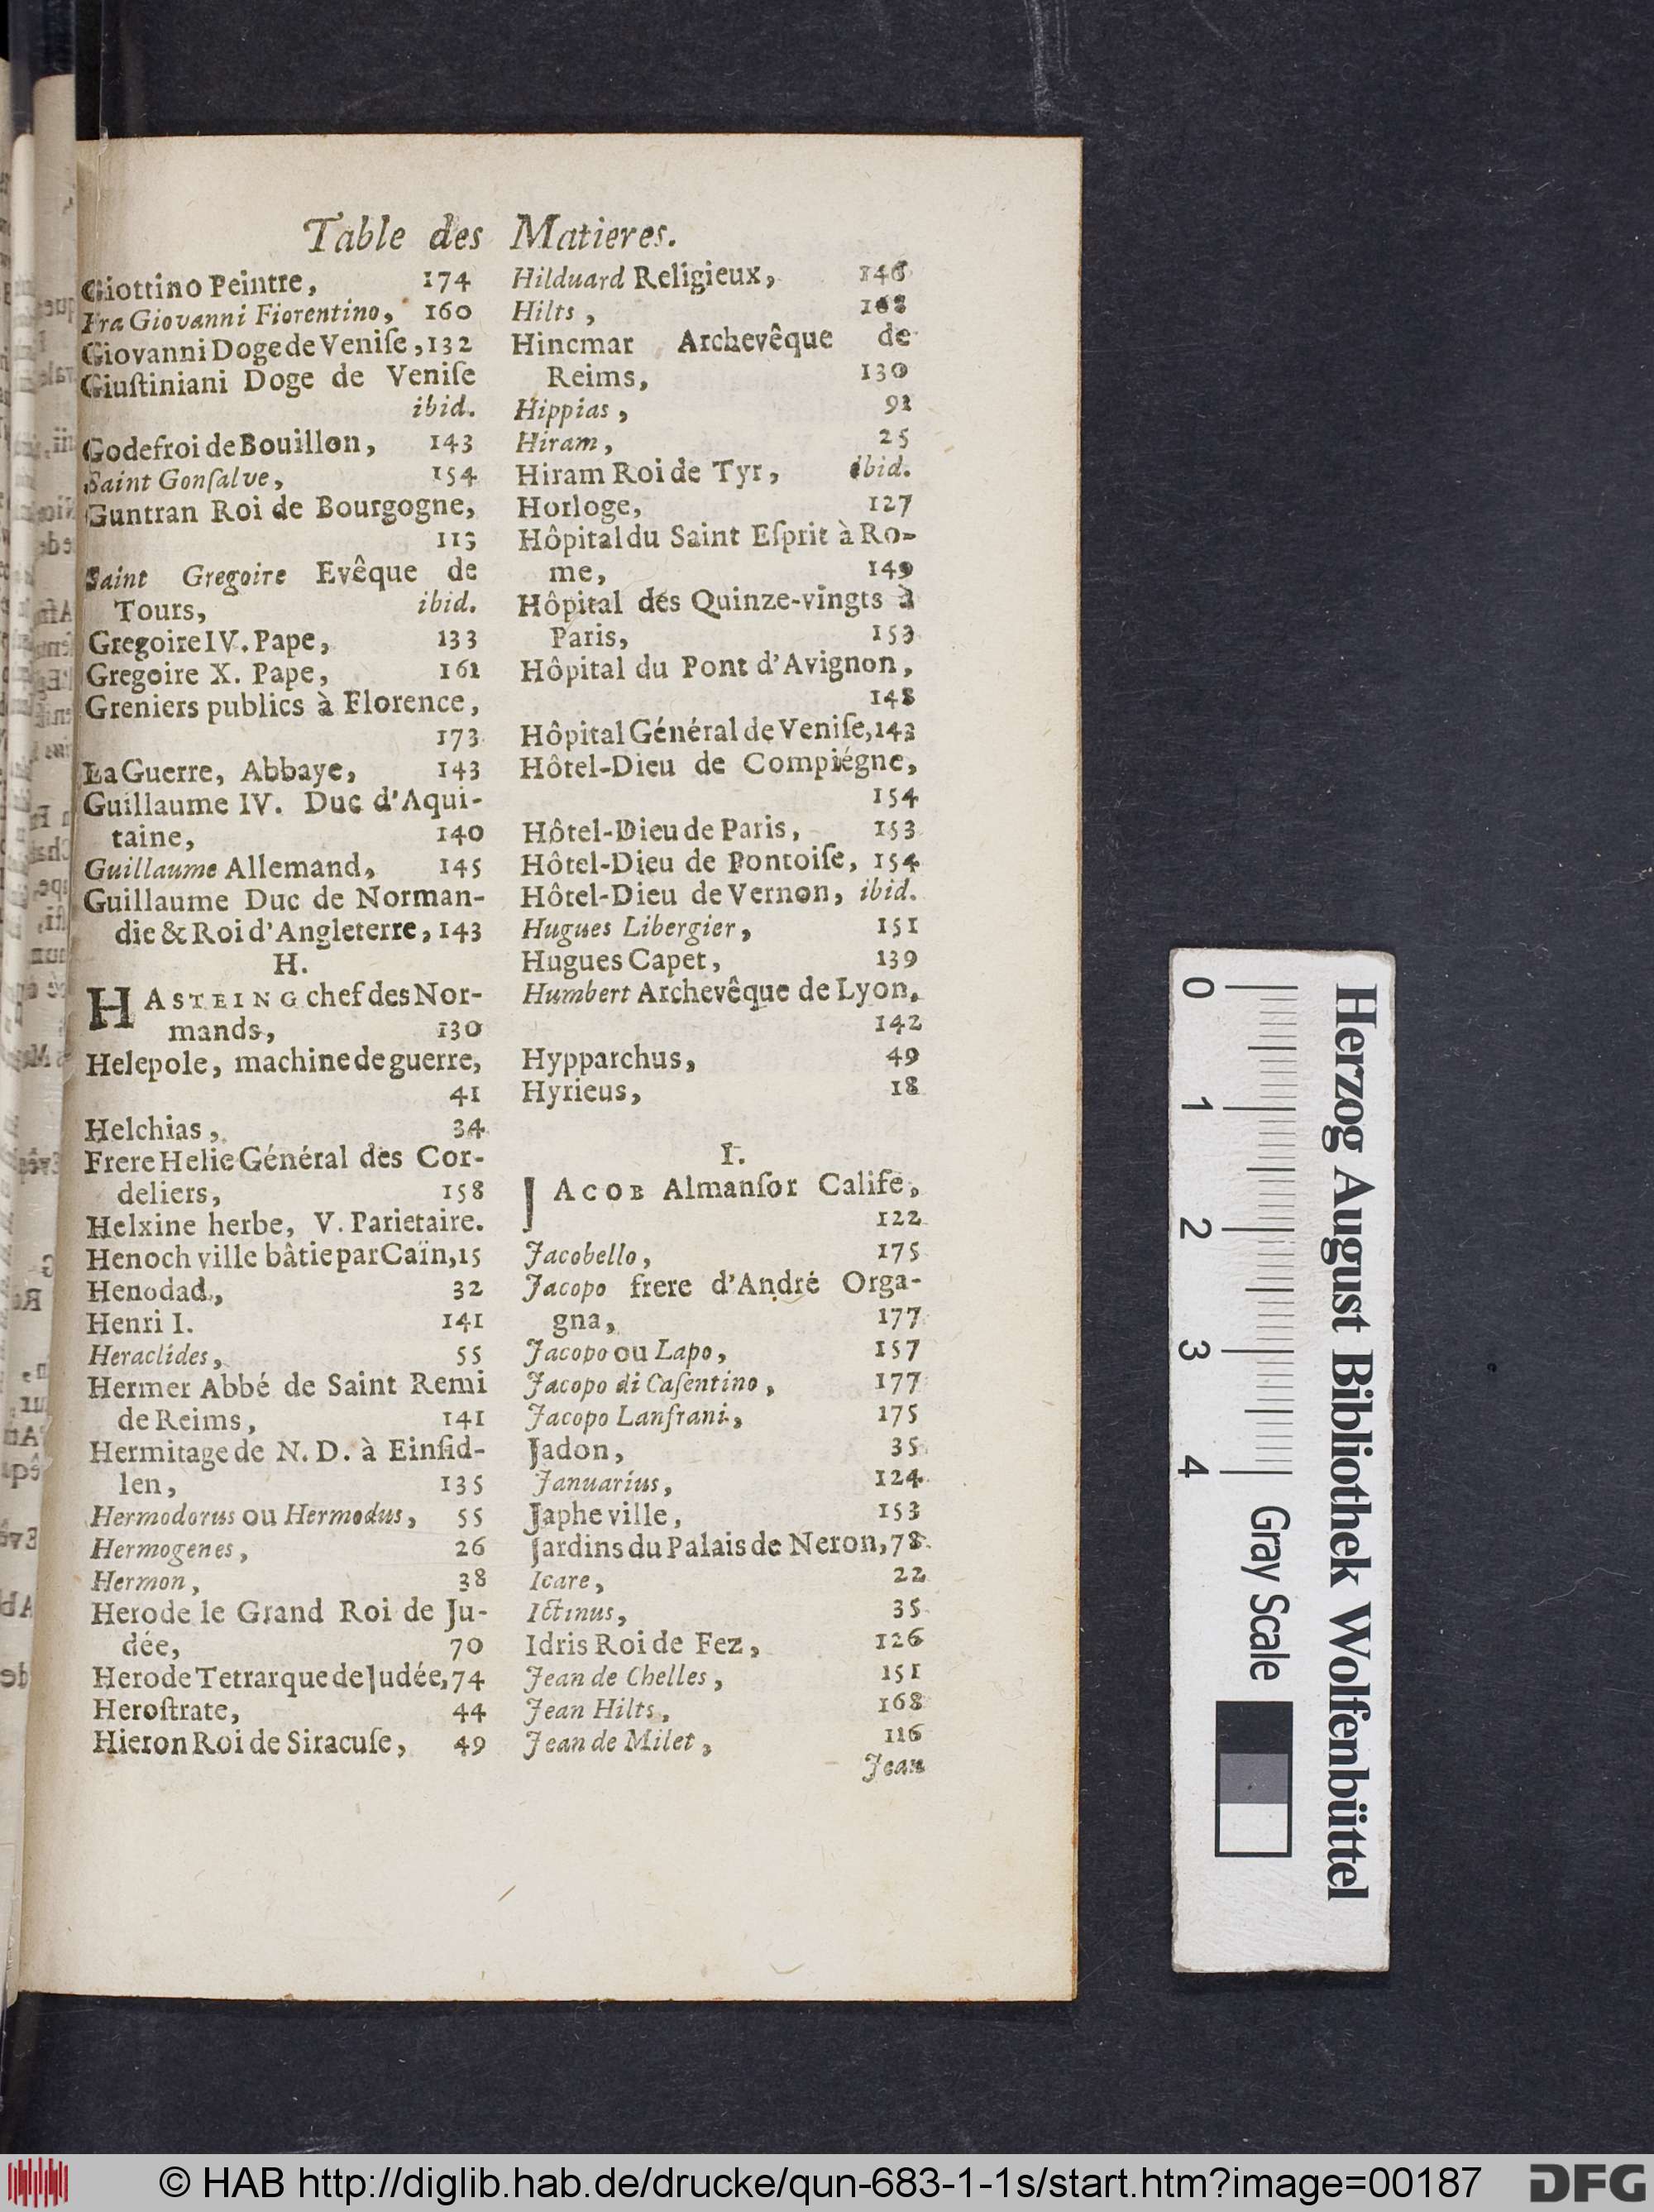 Table des Matieres.
Giottino Peintre, 174
Fra Giovanni Fiorentino, 160
Giovanni Doge de Veniſe, 132
Giuſtiniani Doge de Veniſe
ibid.
Godefroi de Bouillon, 143
Saint Gonſalve, 154
Guntran Roi de Bourgogne,
113
Saint Gregoire Evêque de
Tours, ibid.
Gregoire IV. Pape, 133
Gregoire X. Pape, 161
Greniers publics à Florence,
173
La Guerre, Abbaye, 143
Guillaume IV. Duc d'Aqui-
taine, 140
Guillaume Allemand, 145
Guillaume Duc de Norman-
die & Roi d'Angleterre, 143
H.
HASTEING chef des Nor-
mands, 130
Helepole, machine de guerre,
41
Helchias, 34
Frere Helie Général des Cor-
deliers, 158
Helxine herbe, V. Parietaire.
Henoch ville bâtie par Caïn, 15
Henodad, 32
Henri I. 141
Heraclides, 55
Hermer Abbé de Saint Remi
de Reims, 141
Hermitage de N. D. à Einſid-
len, 135
Hermodorus ou Hermodus, 55
Hermogenes, 26
Hermon, 38
Herode le Grand Roi de Ju-
dée, 70
Herode Tetrarque de Judée, 74
Heroſtrate, 44
Hieron Roi de Siracuſe, 49
Hilduard Religieux, 146
Hilts, 168
Hincmar Archevêque de
Reims, 130
Hippias, 91
Hiram, 25
Hiram Roi de Tyr, ibid.
Horloge, 127
Hôpital du Saint Eſprit à Ro-
me, 149
Hôpital des Quinze-vingts à
Paris, 153
Hôpital du Pont d'Avignon,
148
Hôpital Général de Veniſe, 143
Hôtel-Dieu de Compiégne,
154
Hôtel-Dieu de Paris, 153
Hôtel-Dieu de Pontoiſe, 154
Hôtel-Dieu de Vernon, ibid.
Hugues Libergier, 151
Hugues Capet, 139
Humbert Archevêque de Lyon,
142
Hypparchus, 49
Hyrieus, 18
I.
JACOB Almanſor Calife,
122
Jacobello, 175
Jacopo frere d'André Orga-
gna, 177
Jacopo ou Lapo, 157
Jacopo di Caſentino, 177
Jacopo Lanfrani, 175
Jadon, 35
Januarius, 124
Japhe ville, 153
Jardins du Palais de Neron, 78
Icare, 22
Ictinus, 35
Idris Roi de Fez, 126
Jean de Chelles, 151
Jean Hilts, 168
Jean de Milet, 116
Jean
Herzog August Bibliothek Wolfenbüttel
0 1 2 3 4 Gray Scale
© HAB http://diglib.hab.de/drucke/qun-683-1-1s/start.htm?image=00187
DFG